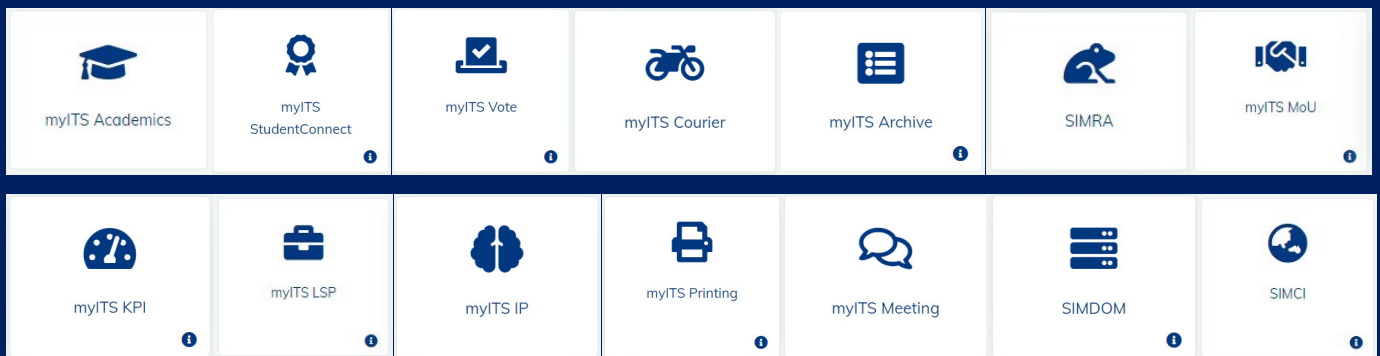 myITS Academics
myITS
StudentConnect
myITS Vote
myITS Courier
myITS Archive
SIMRA
myITS MoU
myITS KPI
myITS LSP
myITS IP
myITS Printing
myITS Meeting
SIMDOM
SIMCI